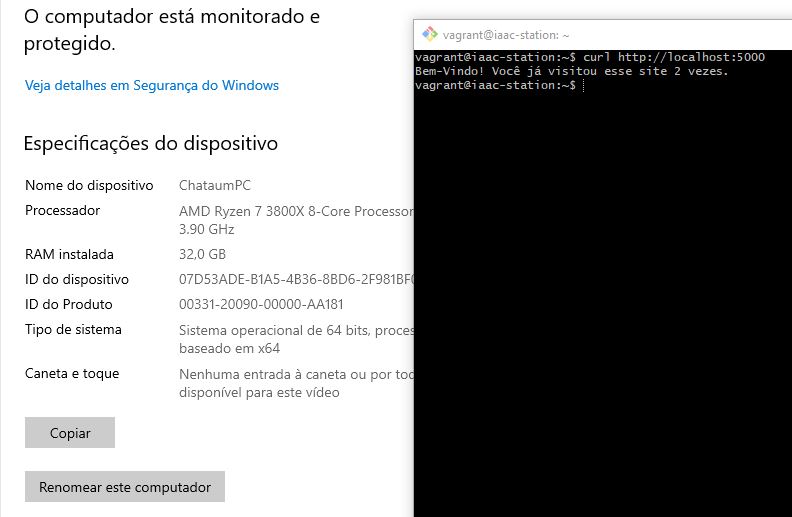 O computador está monitorado e
protegido.
Veja detalhes em Segurança do Windows
Especificações do dispositivo
Nome do dispositivo ChataumPC
Processador AMD Ryzen 7 3800X 8-Core Processor
3.90 GHz
RAM instalada 32,0 GB
ID do dispositivo 07D53ADE-B1A5-4B36-8BD6-2F981BF
ID do Produto 00331-20090-00000-AA181
Tipo de sistema Sistema operacional de 64 bits, proces
baseado em x64
Caneta e toque Nenhuma entrada à caneta ou por tod
disponível para este vídeo
Copiar
Renomear este computador
vagrant@iaac-station: ~
vagrant@iaac-station:~$ curl http://localhost:5000
Bem-Vindo! Você já visitou esse site 2 vezes.
vagrant@iaac-station:~$